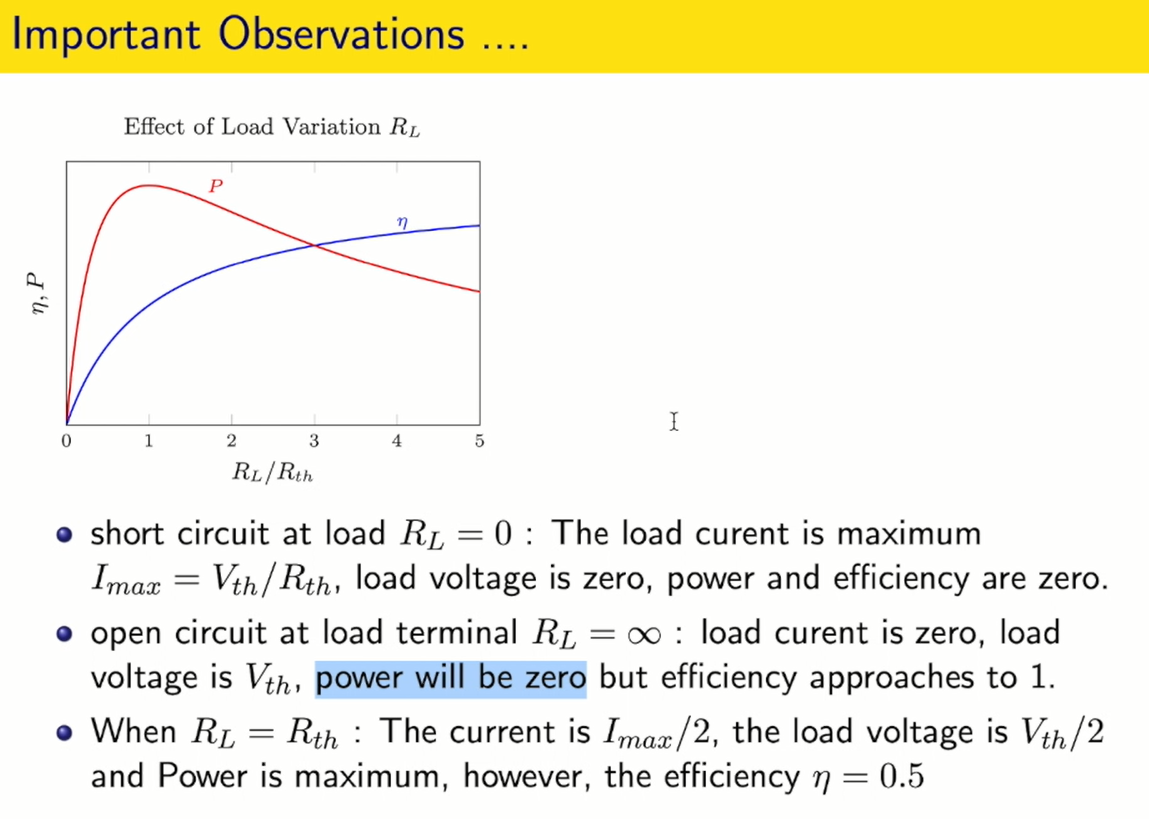 Important Observations ....
Effect of Load Variation R_L
P
η
η, P
0 1 2 3 4 5
R_L/R_th
short circuit at load R_L = 0 : The load curent is maximum
I_max = V_th/R_th, load voltage is zero, power and efficiency are zero.
open circuit at load terminal R_L = ∞ : load curent is zero, load
voltage is V_th, power will be zero but efficiency approaches to 1.
When R_L = R_th : The current is I_max/2, the load voltage is V_th/2
and Power is maximum, however, the efficiency η = 0.5